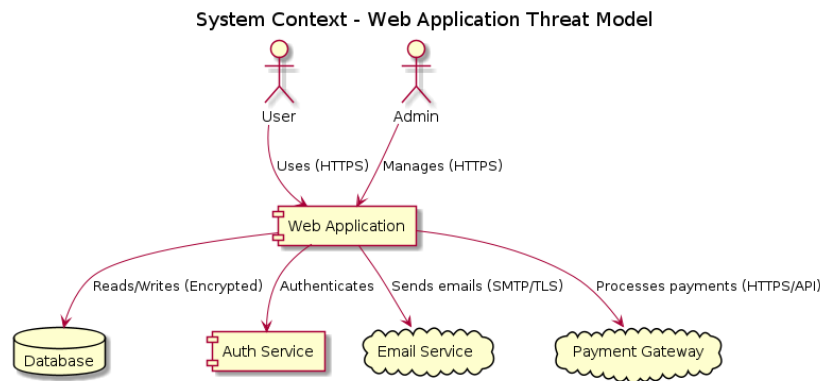 System Context - Web Application Threat Model
User
Admin
Uses (HTTPS)
Manages (HTTPS)
Web Application
Reads/Writes (Encrypted)
Authenticates
Sends emails (SMTP/TLS)
Processes payments (HTTPS/API)
Database
Auth Service
Email Service
Payment Gateway